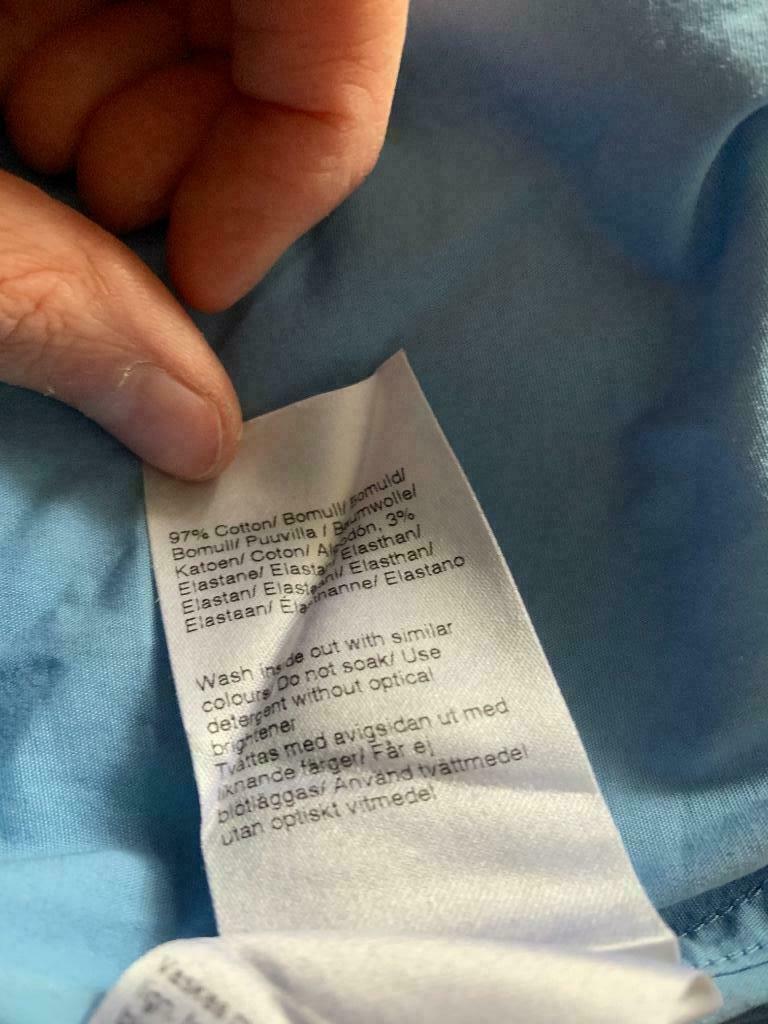 97% Cotton/ Bomull/ Bomuld/
Bomull/ Puuvilla / Baumwolle/
Katoen/ Coton/ Algodón, 3%
Elastane/ Elastan/ Elasthan/
Elastan/ Elastaani/ Elasthan/
Elastaan/ Élasthanne/ Elastano
Wash inside out with similar
colours/ Do not soak/ Use
detergent without optical
brightener
Tvättas med avigsidan ut med
liknande färger/ Får ej
blötläggas/ Använd tvättmedel
utan optiskt vitmedel